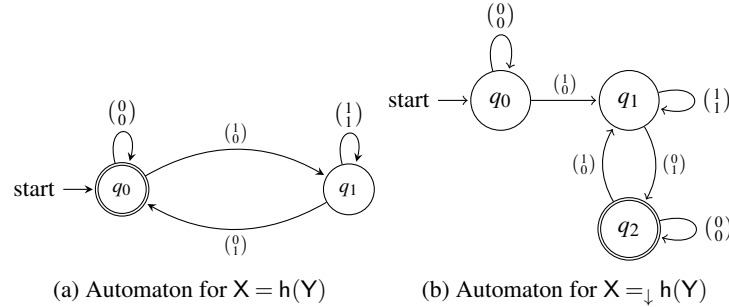 (0 0)
(1 0)
start
q0
q1
(1 1)
(1 0)
(0 1)
q2
(0 0)
(0 0)
(1 0)
(1 1)
start
q0
q1
(0 1)
(a) Automaton for X = h(Y)
(b) Automaton for X =↓ h(Y)